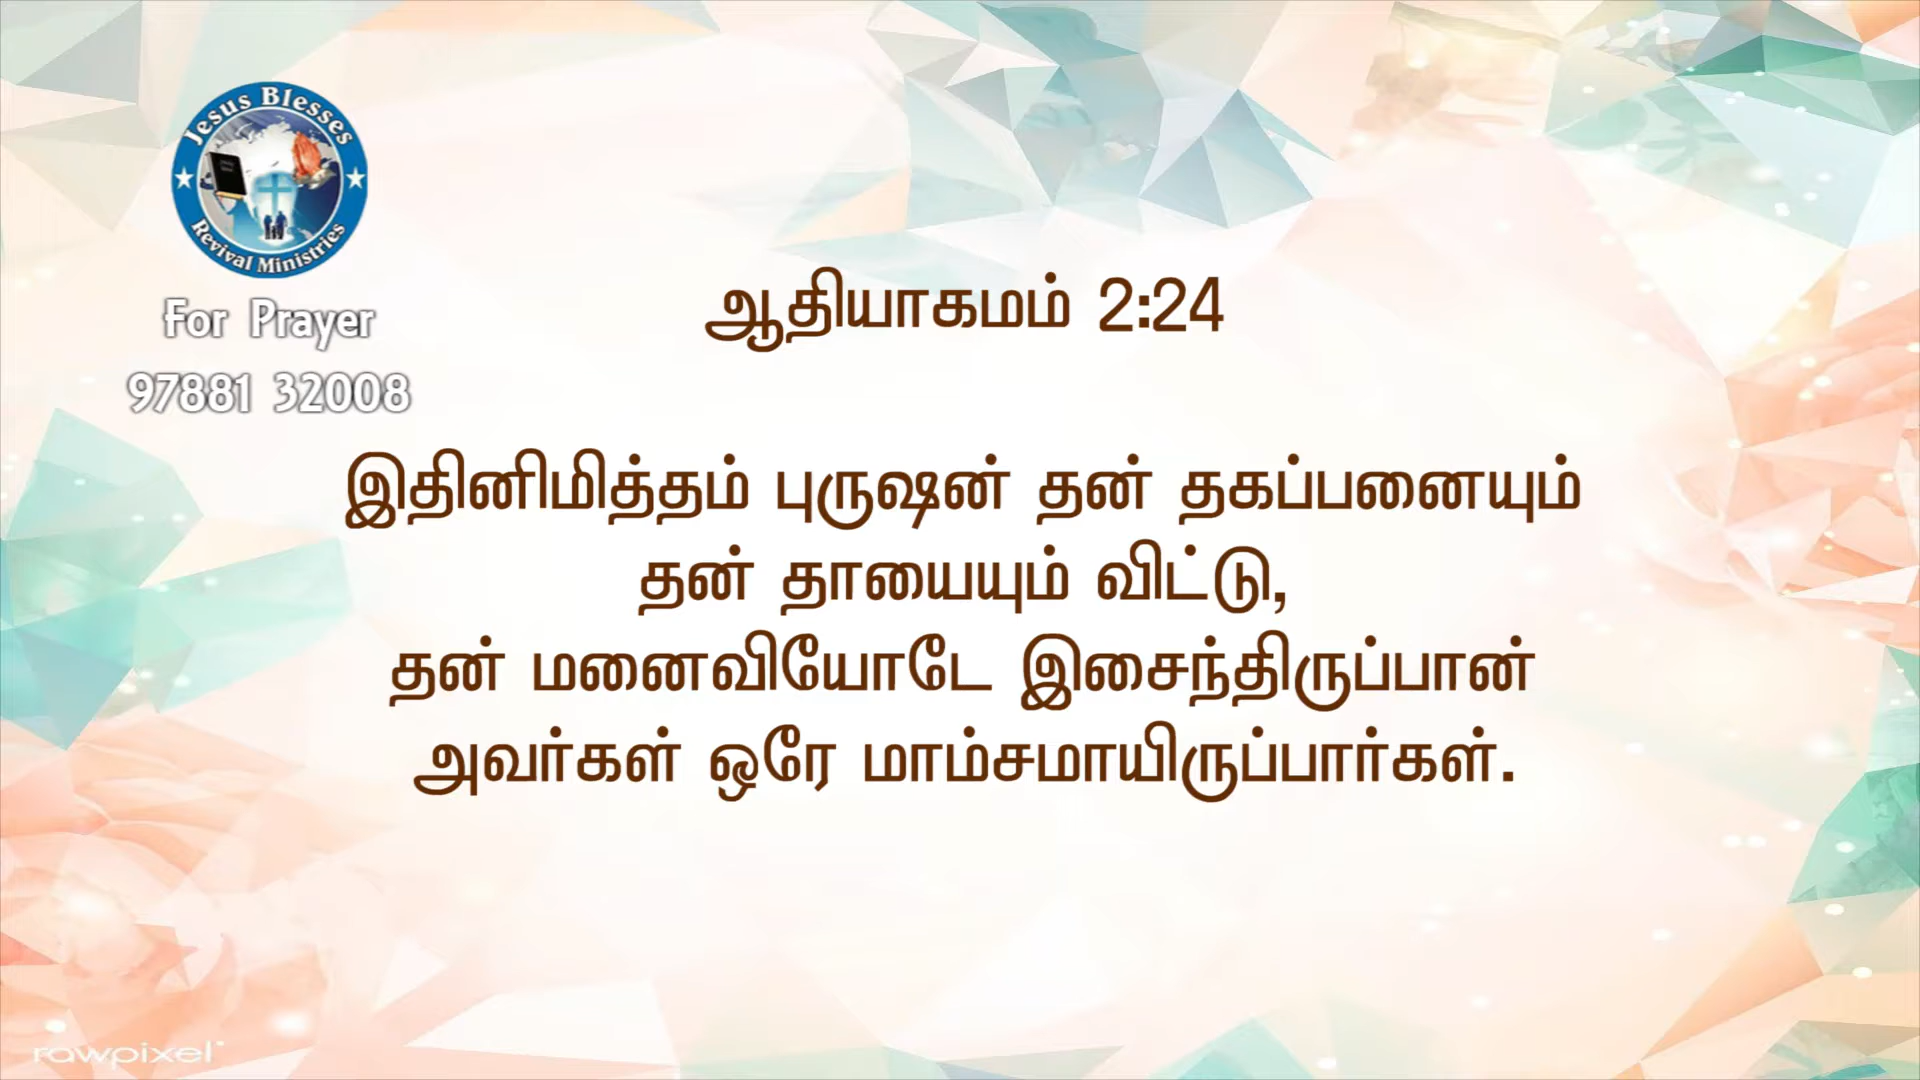 Jesus Blesses
Revival Ministries
For Prayer
97881 32008
ஆதியாகமம் 2:24
இதினிமித்தம் புருஷன் தன் தகப்பனையும்
தன் தாயையும் விட்டு,
தன் மனைவியோடே இசைந்திருப்பான்
அவர்கள் ஒரே மாம்சமாயிருப்பார்கள்.
rawpixel